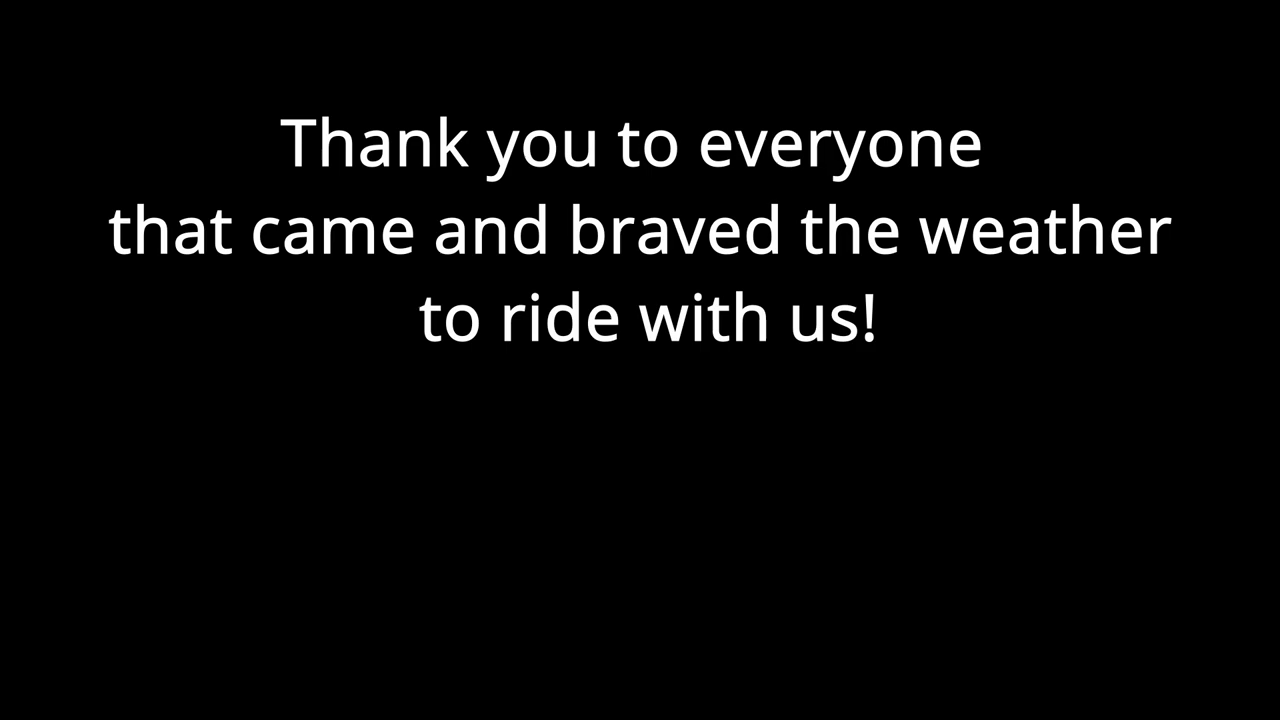 Thank you to everyone
that came and braved the weather
to ride with us!